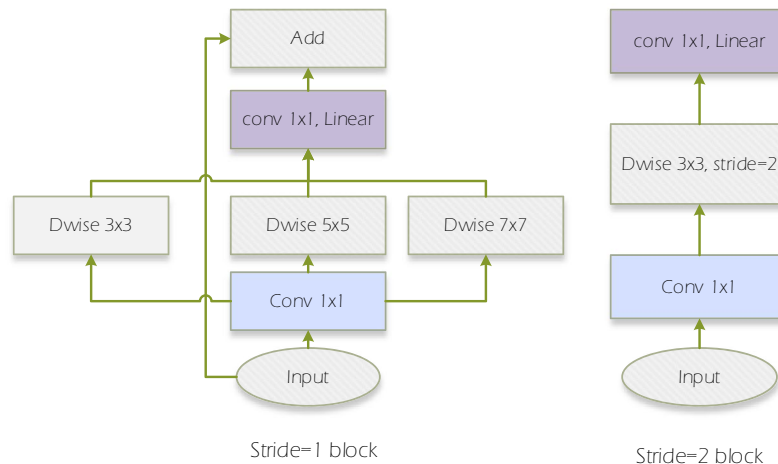 Add
conv 1x1, Linear
Dwise 3x3
Dwise 5x5
Dwise 7x7
Conv 1x1
Input
Stride=1 block
conv 1x1, Linear
Dwise 3x3, stride=2
Conv 1x1
Input
Stride=2 block